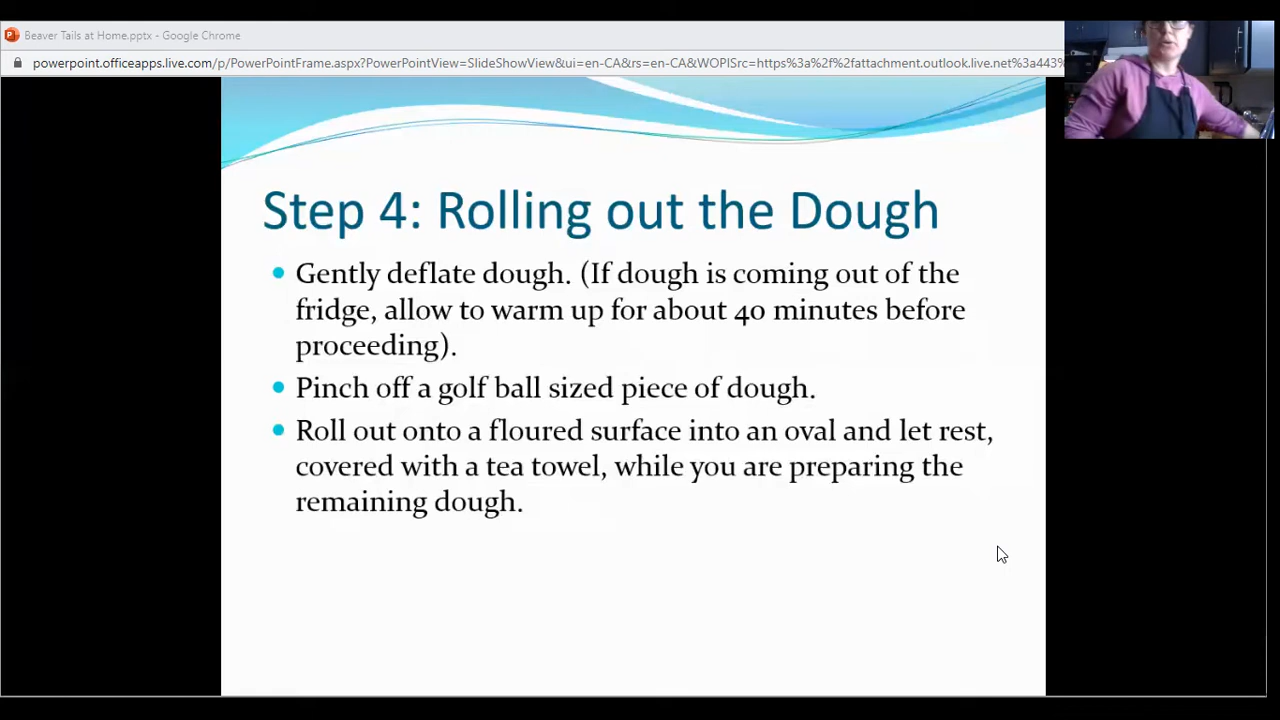 Beaver Tails at Home.pptx - Google Chrome
powerpoint.officeapps.live.com/p/PowerPointFrame.aspx?PowerPointView=SlideShowView&ui=en-CA&rs=en-CA&WOPISrc=https%3a%2f%2fattachment.outlook.live.net%3a443%
Step 4: Rolling out the Dough
• Gently deflate dough. (If dough is coming out of the
fridge, allow to warm up for about 40 minutes before
proceeding).
• Pinch off a golf ball sized piece of dough.
• Roll out onto a floured surface into an oval and let rest,
covered with a tea towel, while you are preparing the
remaining dough.